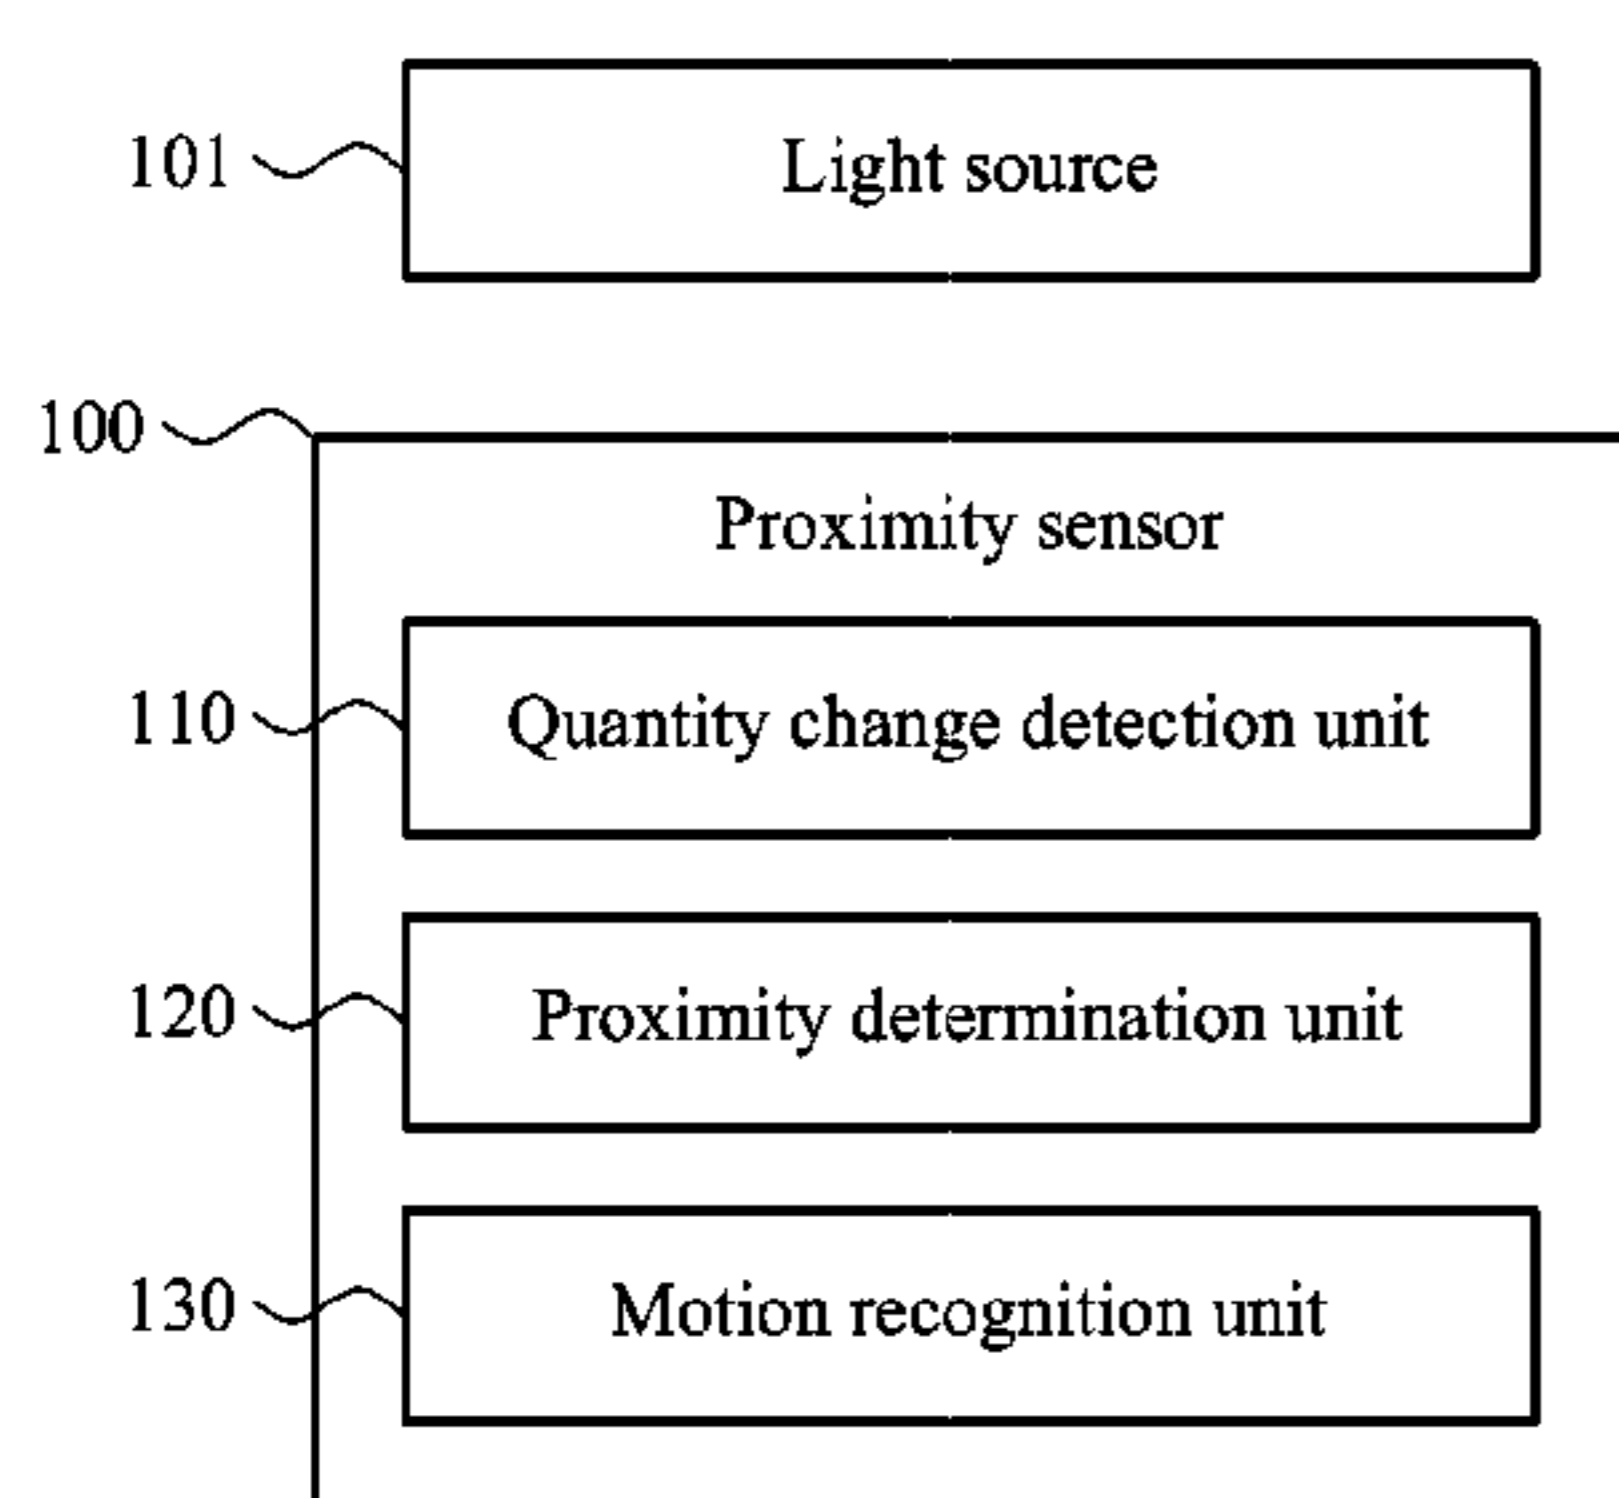 101 Light source
100
Proximity sensor
110 Quantity change detection unit
120 Proximity determination unit
130 Motion recognition unit